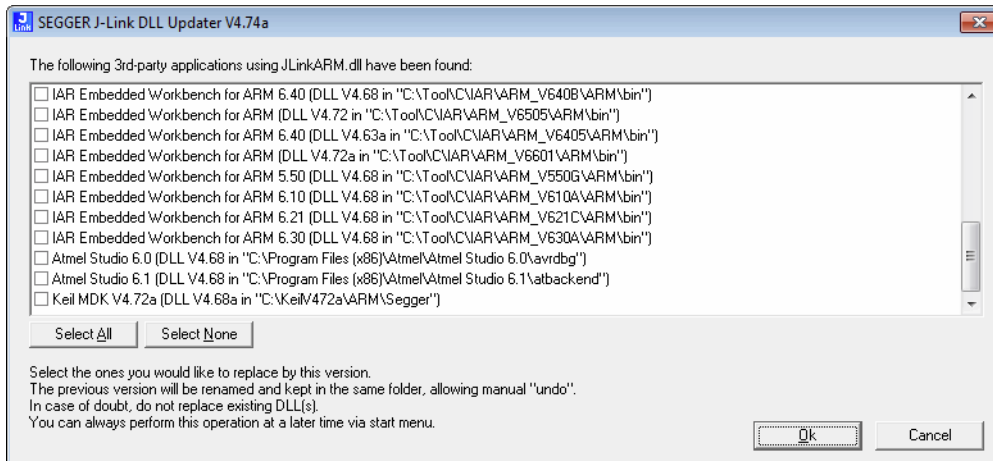 J Link
SEGGER J-Link DLL Updater V4.74a
The following 3rd-party applications using JLinkARM.dll have been found:
IAR Embedded Workbench for ARM 6.40 (DLL V4.68 in "C:\Tool\C\IAR\ARM_V640B\ARM\bin")
IAR Embedded Workbench for ARM (DLL V4.72 in "C:\Tool\C\IAR\ARM_V6505\ARM\bin")
IAR Embedded Workbench for ARM 6.40 (DLL V4.63a in "C:\Tool\C\IAR\ARM_V6405\ARM\bin")
IAR Embedded Workbench for ARM (DLL V4.72a in "C:\Tool\C\IAR\ARM_V6601\ARM\bin")
IAR Embedded Workbench for ARM 5.50 (DLL V4.68 in "C:\Tool\C\IAR\ARM_V550G\ARM\bin")
IAR Embedded Workbench for ARM 6.10 (DLL V4.68 in "C:\Tool\C\IAR\ARM_V610A\ARM\bin")
IAR Embedded Workbench for ARM 6.21 (DLL V4.68 in "C:\Tool\C\IAR\ARM_V621C\ARM\bin")
IAR Embedded Workbench for ARM 6.30 (DLL V4.68 in "C:\Tool\C\IAR\ARM_V630A\ARM\bin")
Atmel Studio 6.0 (DLL V4.68 in "C:\Program Files (x86)\Atmel\Atmel Studio 6.0\avrdbg")
Atmel Studio 6.1 (DLL V4.68 in "C:\Program Files (x86)\Atmel\Atmel Studio 6.1\atbackend")
Keil MDK V4.72a (DLL V4.68a in "C:\Keil\V472a\ARM\Segger")
Select All Select None
Select the ones you would like to replace by this version.
The previous version will be renamed and kept in the same folder, allowing manual "undo".
In case of doubt, do not replace existing DLL(s).
You can always perform this operation at a later time via start menu.
Ok Cancel